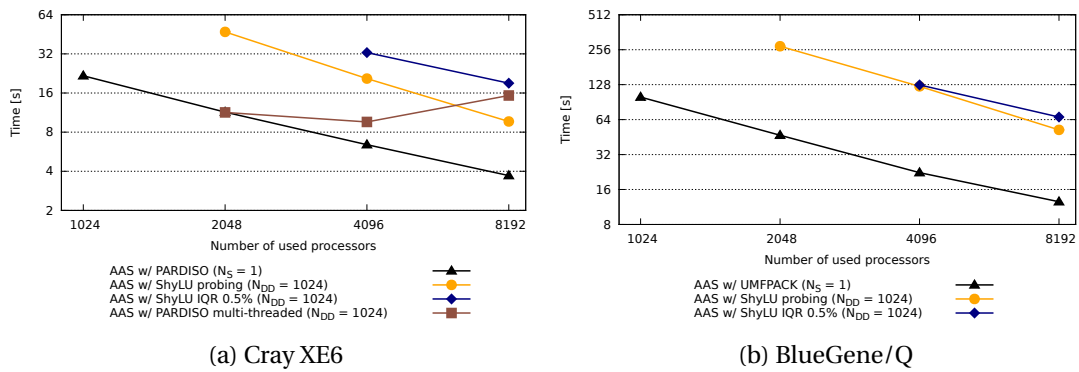 64
32
16
8
4
2
Time [s]
1024 2048 4096 8192
Number of used processors
AAS w/ PARDISO (N_S = 1)
AAS w/ ShyLU probing (N_DD = 1024)
AAS w/ ShyLU IQR 0.5% (N_DD = 1024)
AAS w/ PARDISO multi-threaded (N_DD = 1024)
(a) Cray XE6
512
256
128
64
32
16
8
Time [s]
1024 2048 4096 8192
Number of used processors
AAS w/ UMFPACK (N_S = 1)
AAS w/ ShyLU probing (N_DD = 1024)
AAS w/ ShyLU IQR 0.5% (N_DD = 1024)
(b) BlueGene/Q